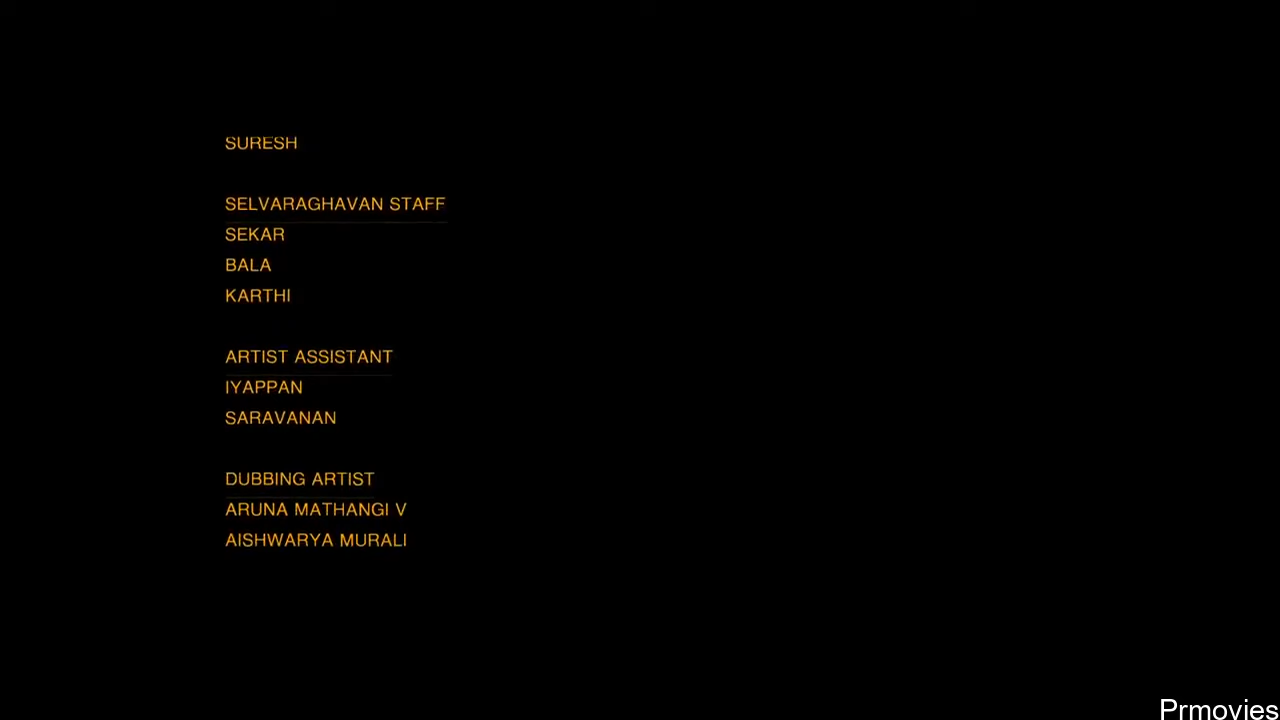 SURESH
SELVARAGHAVAN STAFF
SEKAR
BALA
KARTHI
ARTIST ASSISTANT
IYAPPAN
SARAVANAN
DUBBING ARTIST
ARUNA MATHANGI V
AISHWARYA MURALI
Prmovies